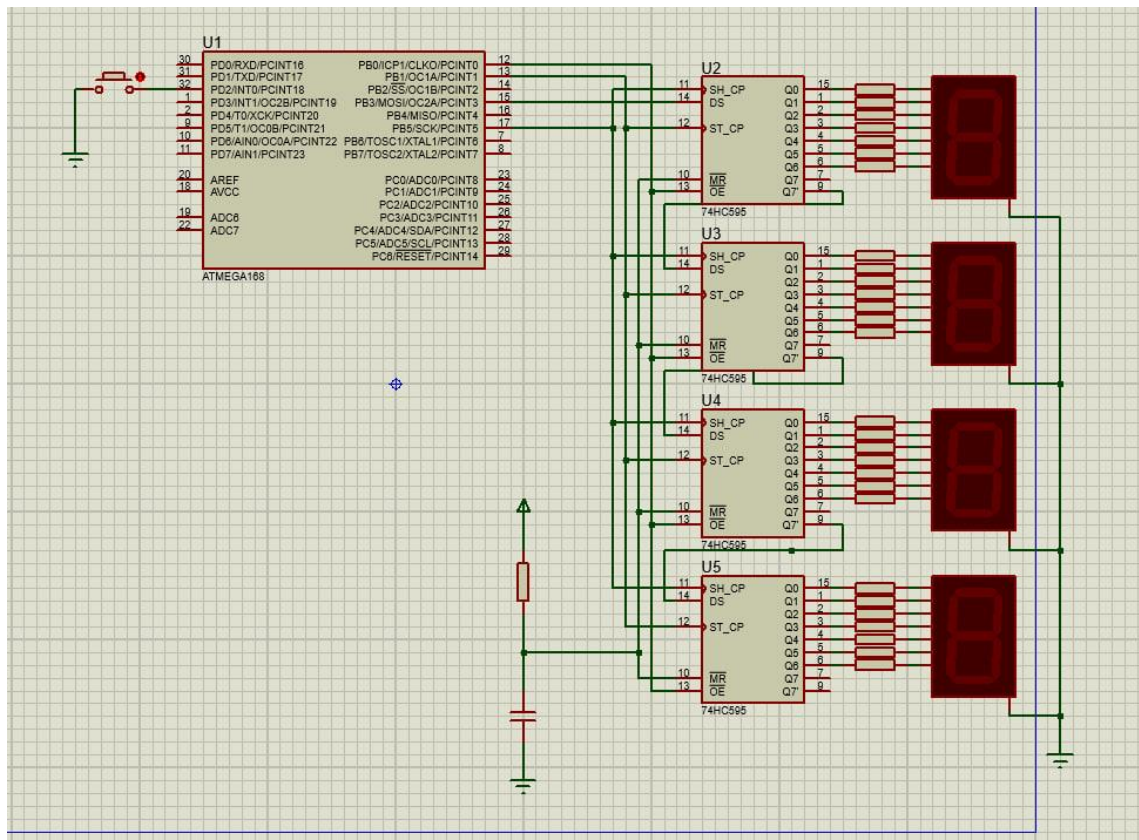 U1
30 PD0/RXD/PCINT16 PB0/ICP1/CLKO/PCINT0 12
31 PD1/TXD/PCINT17 PB1/OC1A/PCINT1 13
32 PD2/INT0/PCINT18 PB2/SS/OC1B/PCINT2 14
1 PD3/INT1/OC2B/PCINT19 PB3/MOSI/OC2A/PCINT3 15
2 PD4/T0/XCK/PCINT20 PB4/MISO/PCINT4 16
9 PD5/T1/OC0B/PCINT21 PB5/SCK/PCINT5 17
10 PD6/AIN0/OC0A/PCINT22 PB6/TOSC1/XTAL1/PCINT6 7
11 PD7/AIN1/PCINT23 PB7/TOSC2/XTAL2/PCINT7 8
20 AREF PC0/ADC0/PCINT8 23
18 AVCC PC1/ADC1/PCINT9 24
PC2/ADC2/PCINT10 25
19 ADC6 PC3/ADC3/PCINT11 26
22 ADC7 PC4/ADC4/SDA/PCINT12 27
PC5/ADC5/SCL/PCINT13 28
PC6/RESET/PCINT14 29
ATMEGA168
U2
11 SH_CP Q0 15
14 DS Q1 1
Q2 2
12 ST_CP Q3 3
Q4 4
Q5 5
Q6 6
10 MR Q7 7
13 OE Q7' 9
74HC595
U3
11 SH_CP Q0 15
14 DS Q1 1
Q2 2
12 ST_CP Q3 3
Q4 4
Q5 5
Q6 6
10 MR Q7 7
13 OE Q7' 9
74HC595
U4
11 SH_CP Q0 15
14 DS Q1 1
Q2 2
12 ST_CP Q3 3
Q4 4
Q5 5
Q6 6
10 MR Q7 7
13 OE Q7' 9
74HC595
U5
11 SH_CP Q0 15
14 DS Q1 1
Q2 2
12 ST_CP Q3 3
Q4 4
Q5 5
Q6 6
10 MR Q7 7
13 OE Q7' 9
74HC595